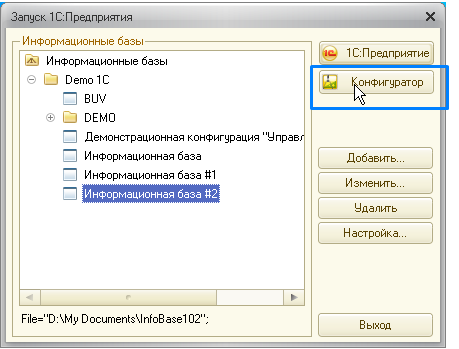 Запуск 1С:Предприятия
Информационные базы
Информационные базы
Demo 1C
BUV
DEMO
Демонстрационная конфигурация "Управл
Информационная база
Информационная база #1
Информационная база #2
File="D:\My Documents\InfoBase102";
1С:Предприятие
Конфигуратор
Добавить...
Изменить...
Удалить
Настройка...
Выход